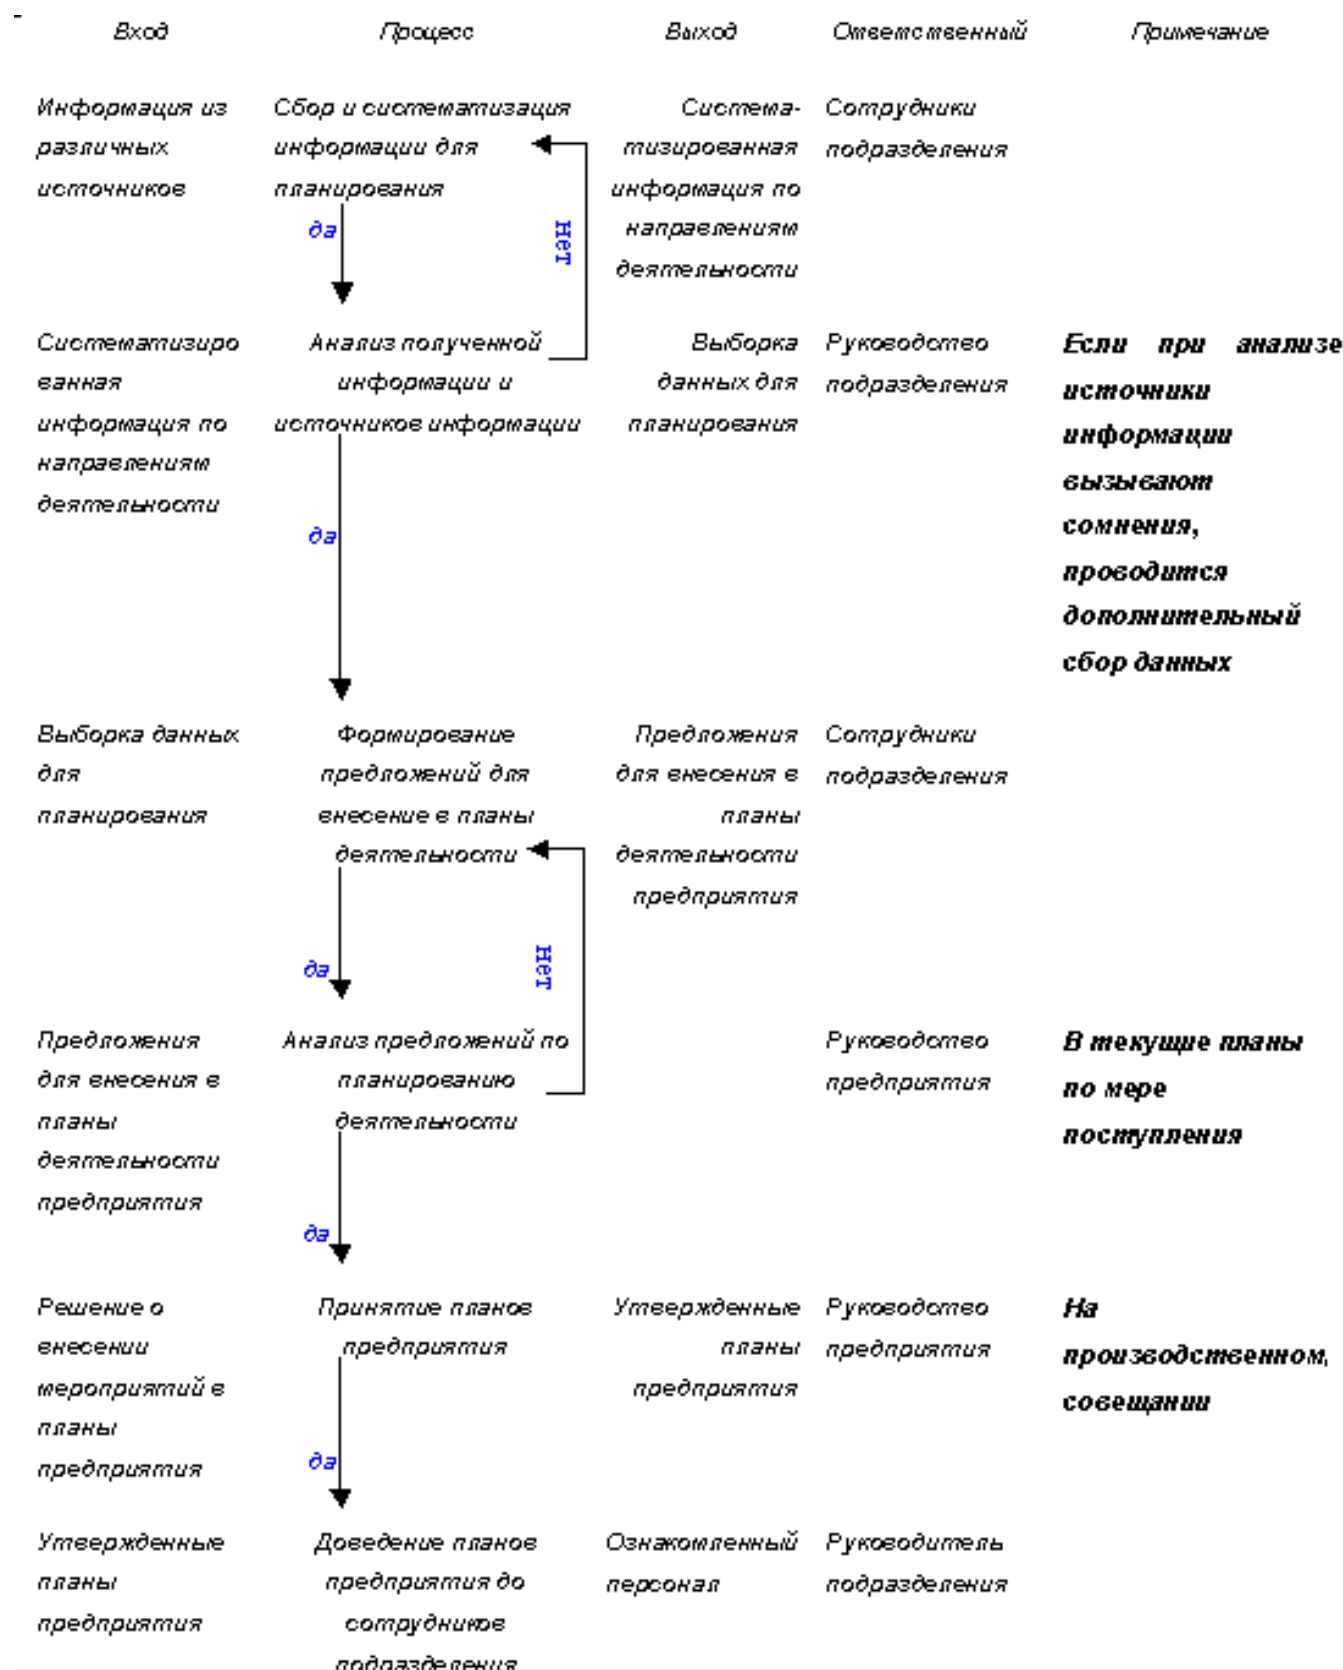 Вход Процесс Выход Ответственный Примечание
Информация из Сбор и систематизация Система- Сотрудники
различных информации для тизированная подразделения
источников планирования информация по
да нет направлениям
деятельности
Систематизиро Анализ полученной Выборка Руководство Если при анализе
ванная информации и данных для подразделения источники
информация по источников информации планирования информации
направлениям вызывают
деятельности сомнения,
да проводится
дополнительный
сбор данных
Выборка данных Формирование Предложения Сотрудники
для предложений для для внесения в подразделения
планирования внесение в планы планы
деятельности деятельности
предприятия
да нет
Предложения Анализ предложений по Руководство В текущие планы
для внесения в планированию предприятия по мере
планы деятельности поступления
деятельности
предприятия
да
Решение о Принятие планов Утвержденные Руководство На
внесении предприятия планы предприятия производственном,
мероприятий в предприятия совещании
планы
предприятия да
Утвержденные Доведение планов Ознакомленный Руководитель
планы предприятия до персонал подразделения
предприятия сотрудников
подразделения